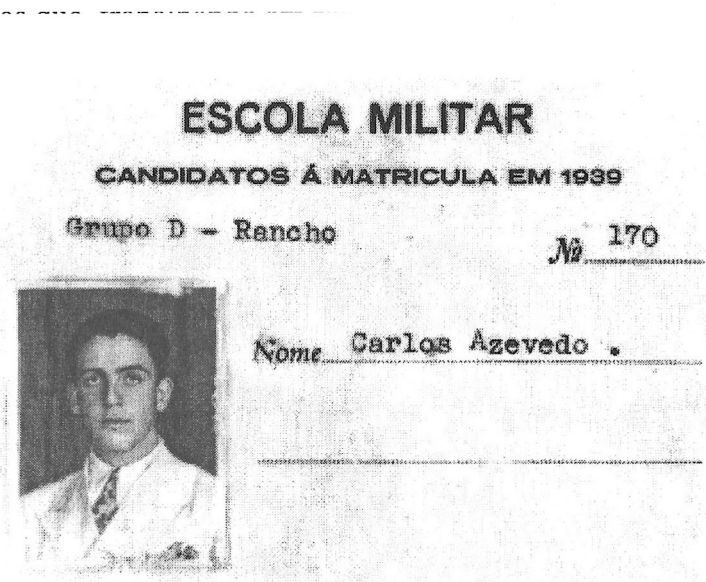 ESCOLA MILITAR
CANDIDATOS Á MATRICULA EM 1939
Grupo D - Rancho
Nº 170
Nome Carlos Azevedo .